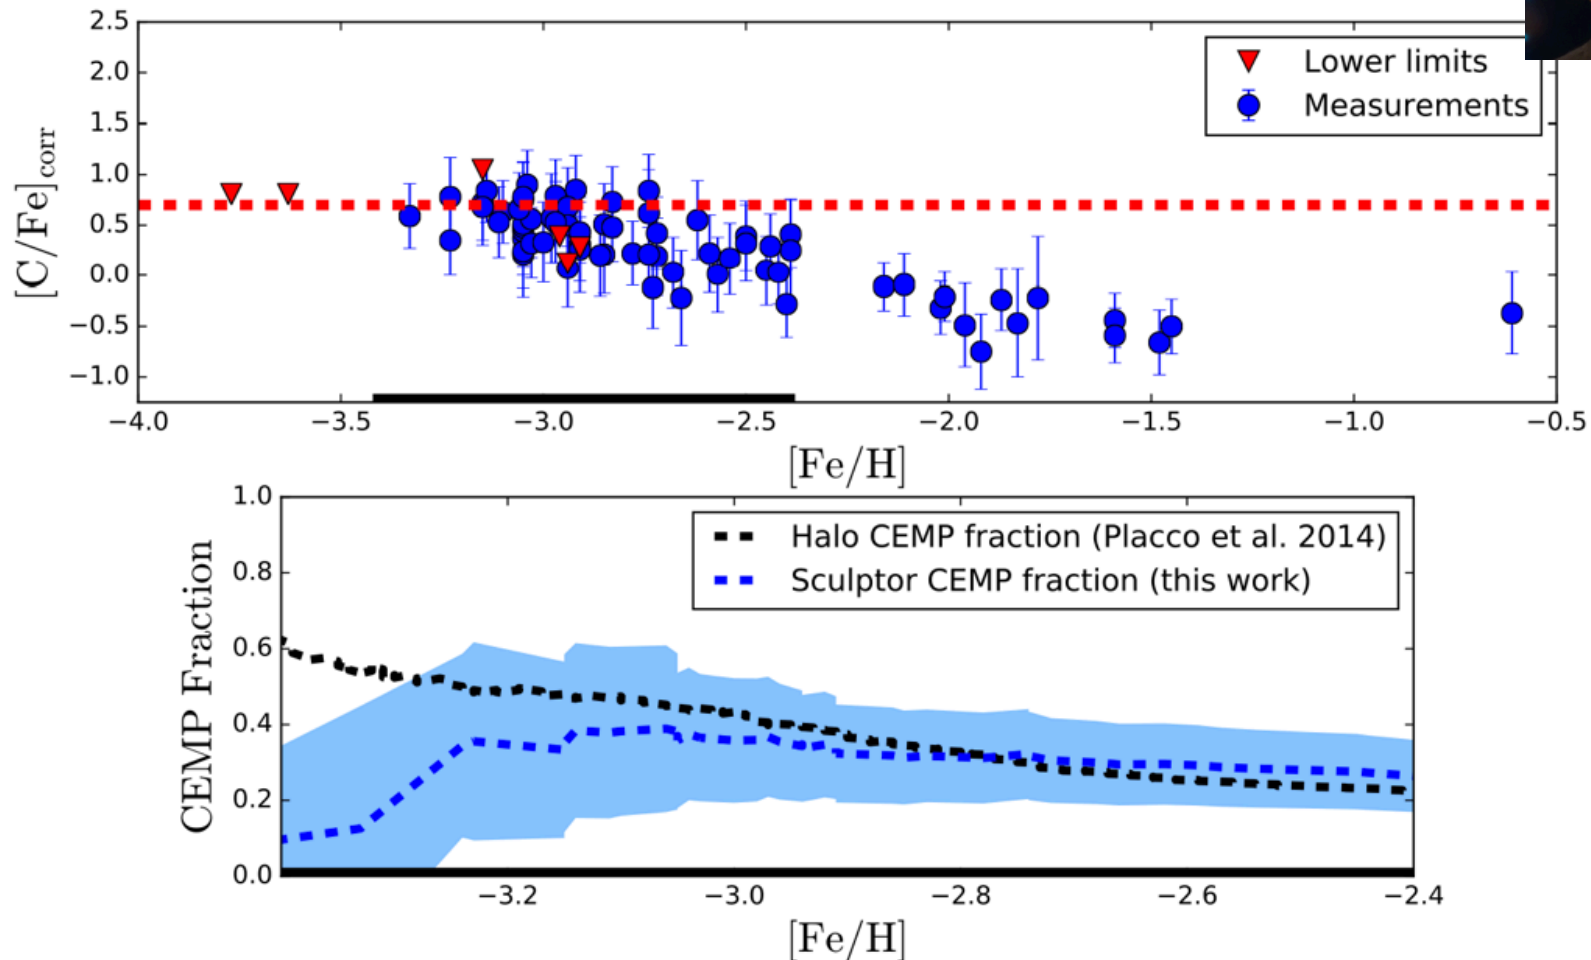 2.5
2.0
1.5
1.0
0.5
0.0
−0.5
−1.0
[C/Fe]corr
Lower limits
Measurements
−4.0 −3.5 −3.0 −2.5 −2.0 −1.5 −1.0 −0.5
[Fe/H]
1.0
0.8
0.6
0.4
0.2
0.0
CEMP Fraction
Halo CEMP fraction (Placco et al. 2014)
Sculptor CEMP fraction (this work)
−3.2 −3.0 −2.8 −2.6 −2.4
[Fe/H]